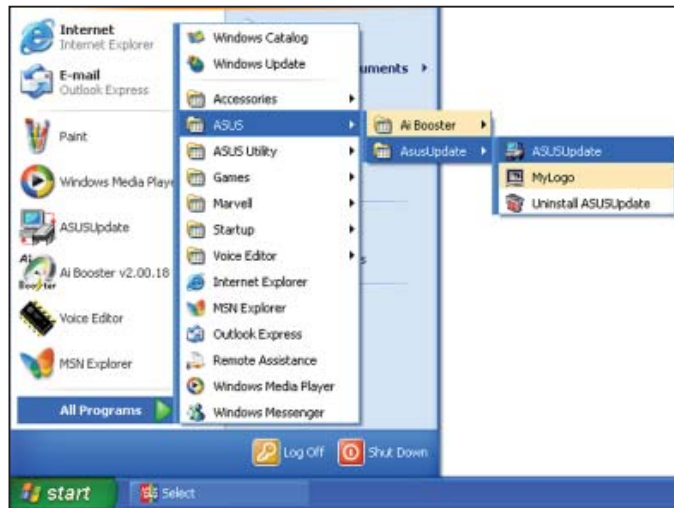 Internet
Internet Explorer
E-mail
Outlook Express
Paint
Windows Media Playe
ASUSUpdate
Ai Booster v2.00.18
Voice Editor
MSN Explorer
All Programs
Windows Catalog
Windows Update
Accessories
ASUS
ASUS Utility
Games
Marvell
Startup
Voice Editor
Internet Explorer
MSN Explorer
Outlook Express
Remote Assistance
Windows Media Player
Windows Messenger
uments
s
Ai Booster
AsusUpdate
ASUSUpdate
MyLogo
Uninstall ASUSUpdate
Log Off
Shut Down
start
Select